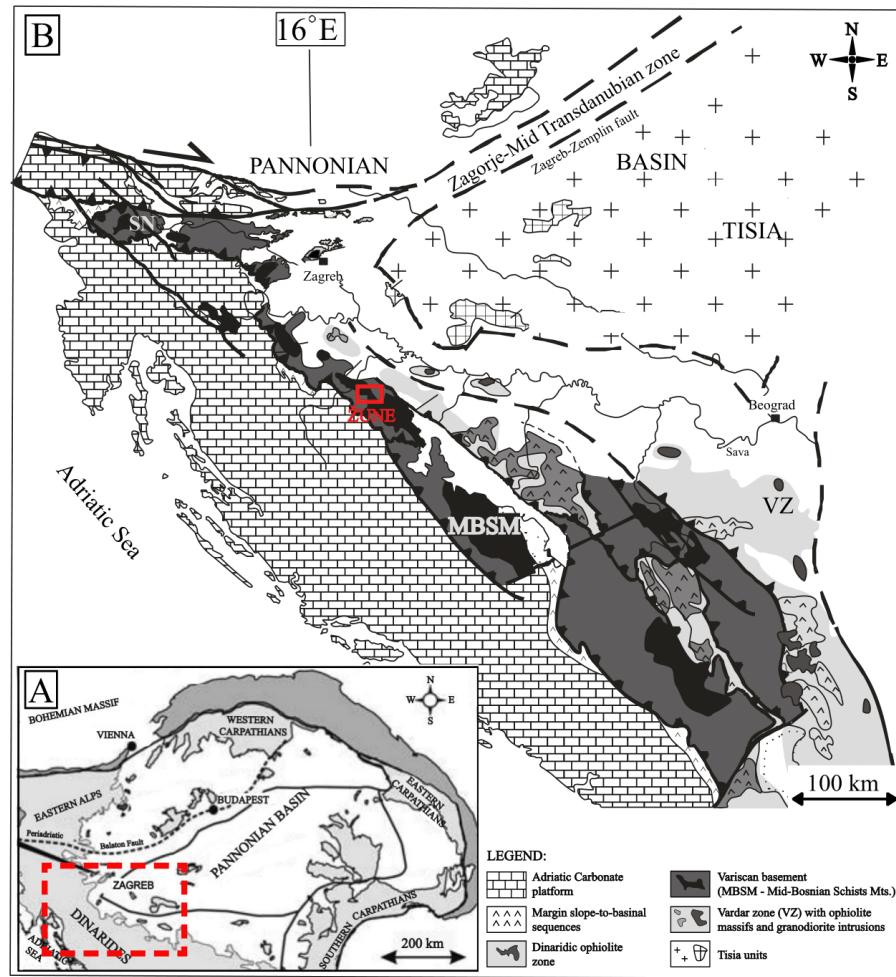 B
16°E
N
W E
S
PANNONIAN
Zagorje-Mid Transdanubian zone
Zagreb-Zemplin fault
BASIN
TISIA
SN
Zagreb
ŽUNE
Beograd
Sava
Adriatic Sea
MBSM
VZ
100 km
A
N
W E
S
BOHEMIAN MASSIF
VIENNA
WESTERN
CARPATHIANS
EASTERN ALPS
BUDAPEST
EASTERN
CARPATHIANS
Periadriatic
Balaton Fault
PANNONIAN BASIN
ZAGREB
DINARIDES
ADRIATIC
SEA
SOUTHERN CARPATHIANS
200 km
LEGEND:
Adriatic Carbonate
platform
Margin slope-to-basinal
sequences
Dinaridic ophiolite
zone
Variscan basement
(MBSM - Mid-Bosnian Schists Mts.)
Vardar zone (VZ) with ophiolite
massifs and granodiorite intrusions
Tisia units